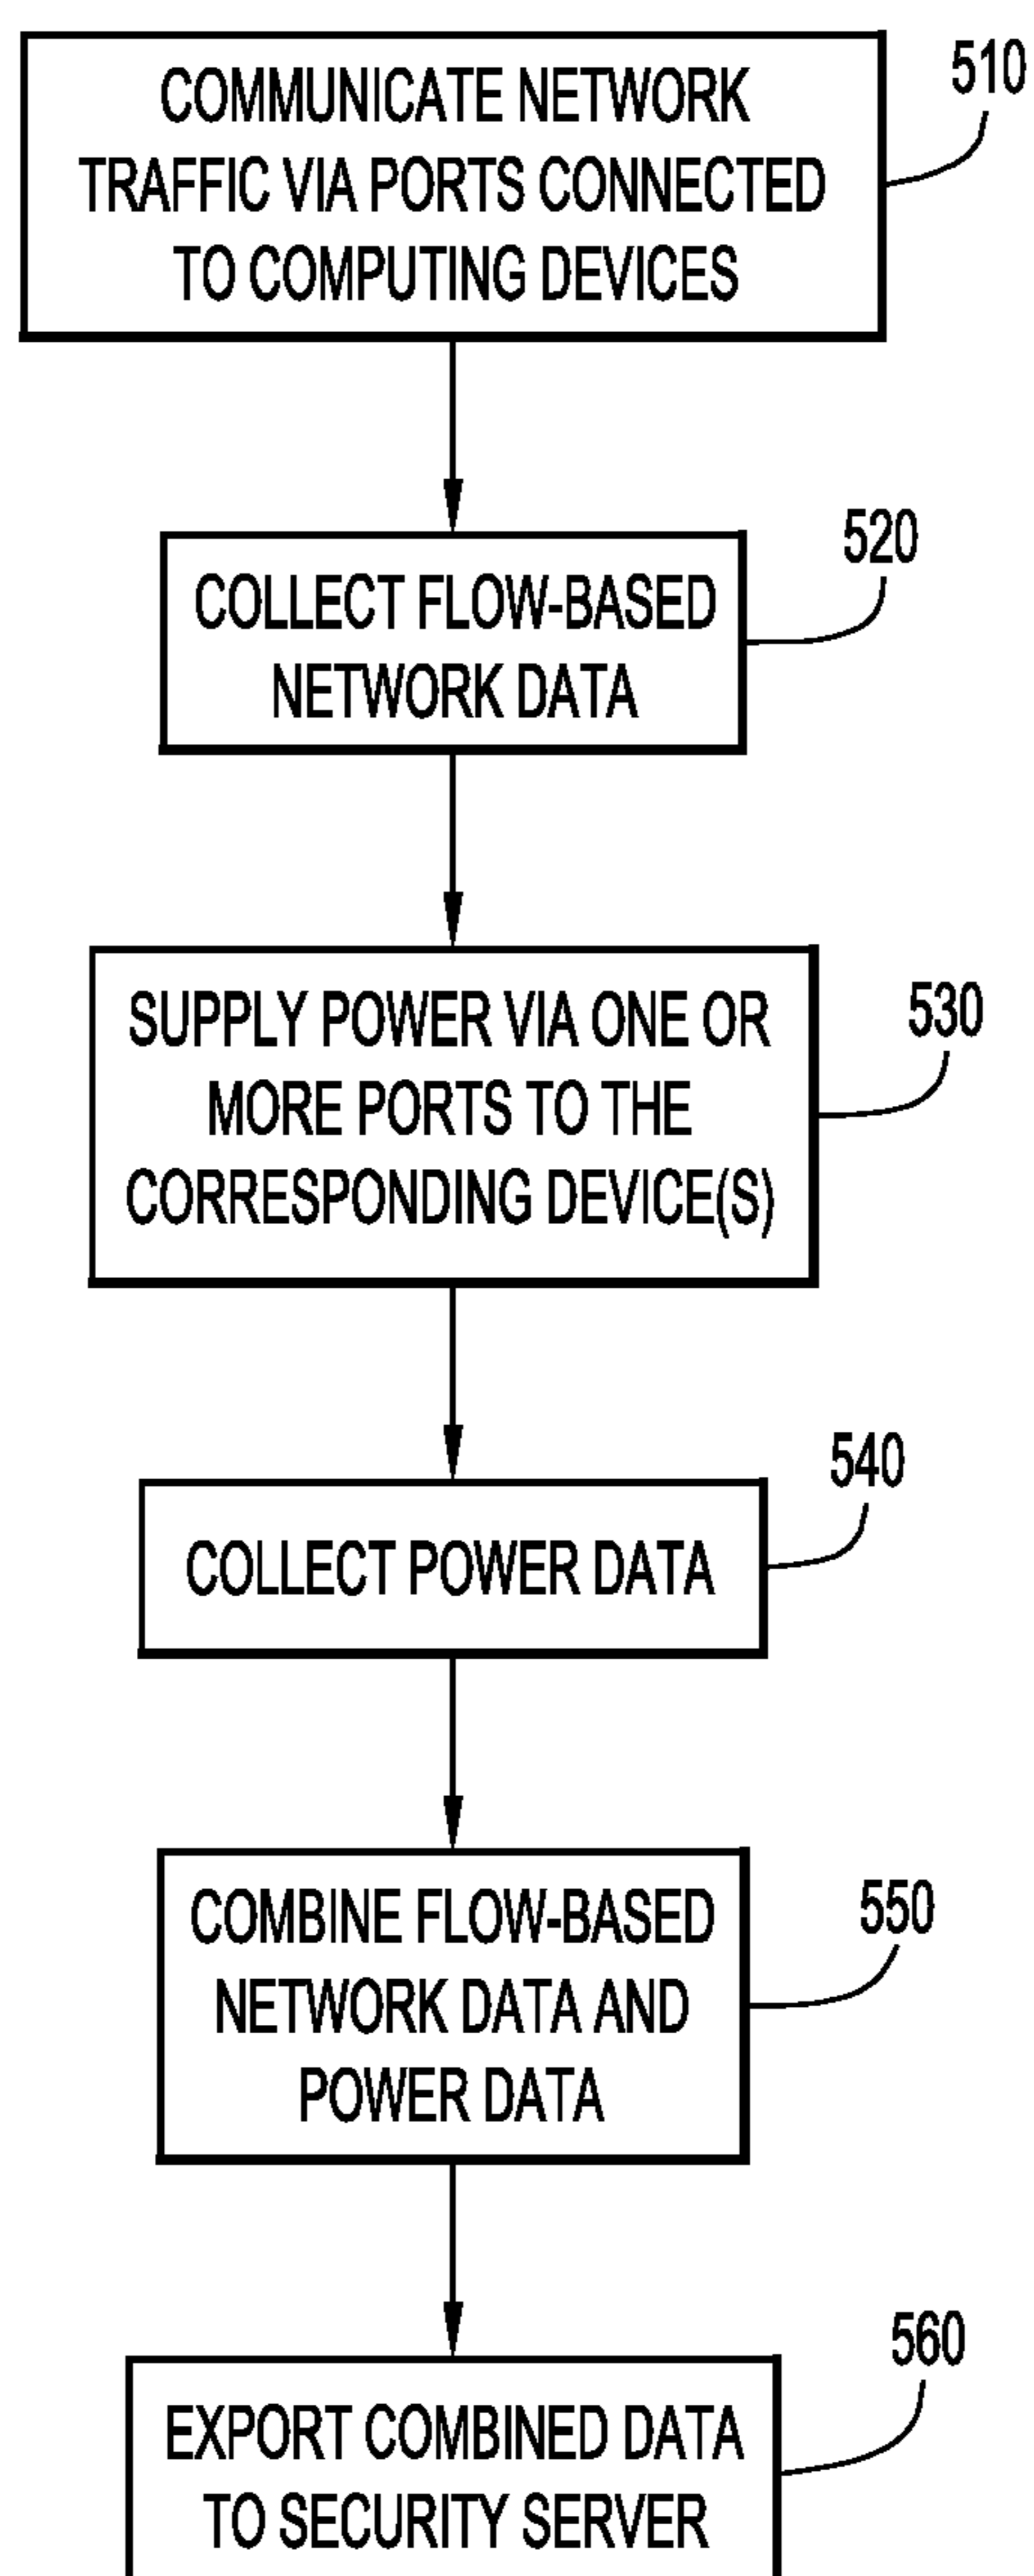 COMMUNICATE NETWORK
TRAFFIC VIA PORTS CONNECTED
TO COMPUTING DEVICES
510
COLLECT FLOW-BASED
NETWORK DATA
520
SUPPLY POWER VIA ONE OR
MORE PORTS TO THE
CORRESPONDING DEVICE(S)
530
COLLECT POWER DATA
540
COMBINE FLOW-BASED
NETWORK DATA AND
POWER DATA
550
EXPORT COMBINED DATA
TO SECURITY SERVER
560